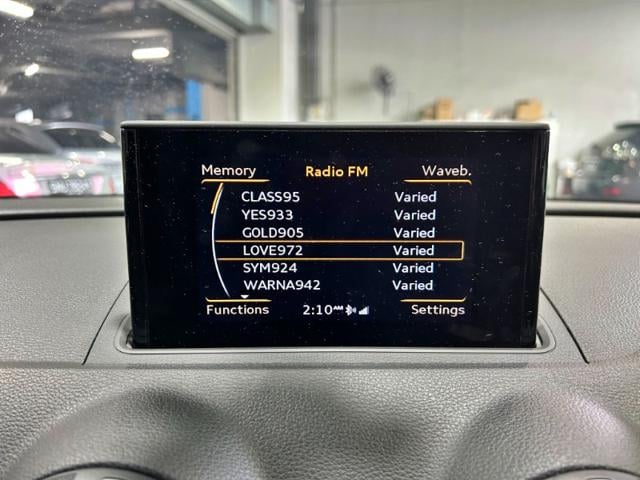 Memory Radio FM Waveb.
CLASS95 Varied
YES933 Varied
GOLD905 Varied
LOVE972 Varied
SYM924 Varied
WARNA942 Varied
Functions 2:10 AM Settings